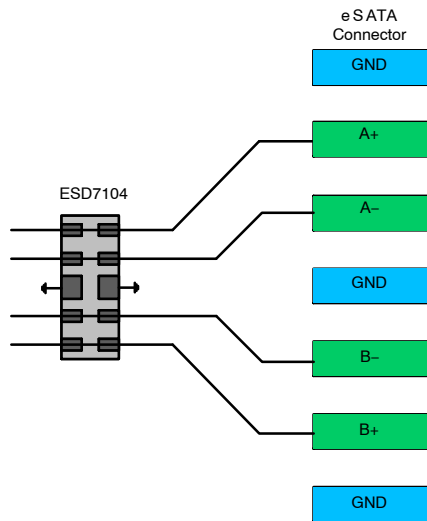 eSATA
Connector
GND
A+
ESD7104
A−
GND
B−
B+
GND